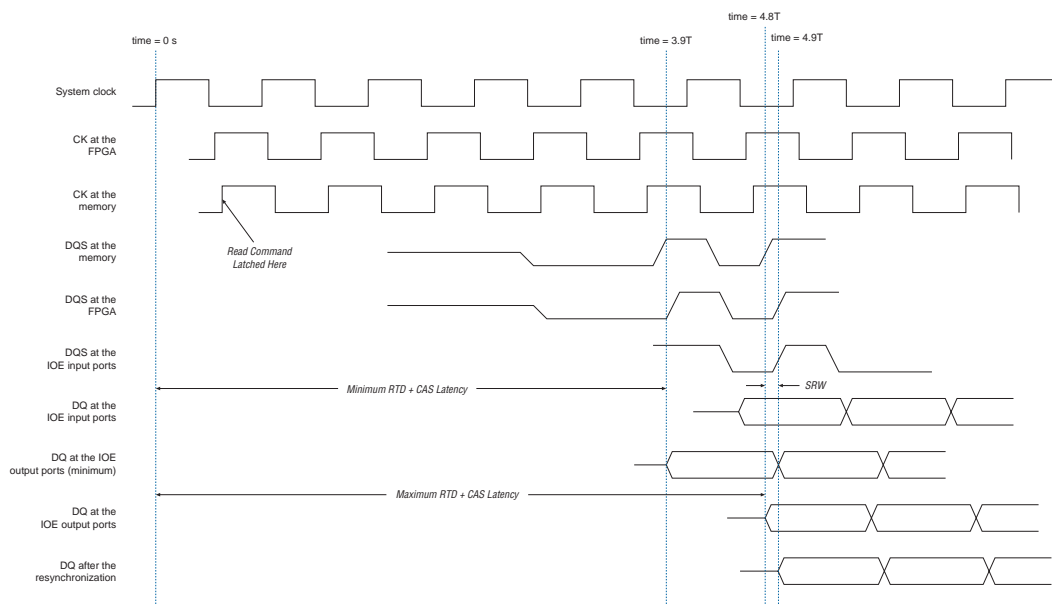 time = 4.8T
time = 0 s
time = 3.9T
time = 4.9T
System clock
CK at the
FPGA
CK at the
memory
Read Command
Latched Here
DQS at the
memory
DQS at the
FPGA
DQS at the
IOE input ports
Minimum RTD + CAS Latency
SRW
DQ at the
IOE input ports
DQ at the IOE
output ports (minimum)
Maximum RTD + CAS Latency
DQ at the
IOE output ports
DQ after the
resynchronization